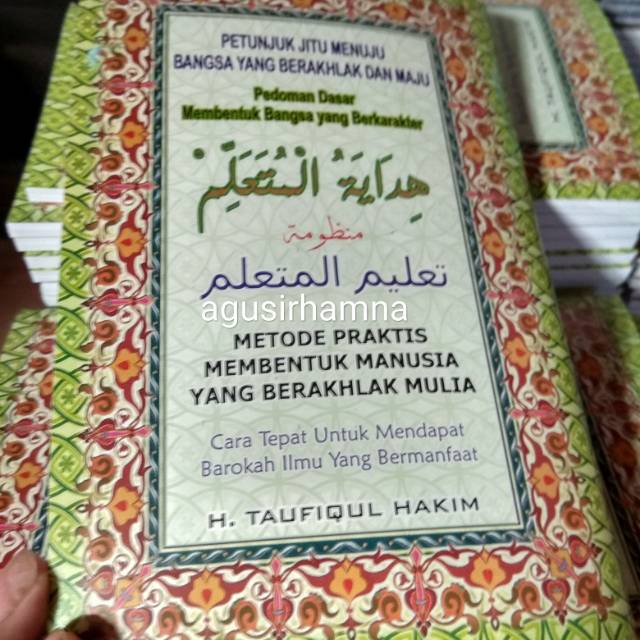 PETUNJUK JITU MENUJU
BANGSA YANG BERAKHLAK DAN MAJU
Pedoman Dasar
Membentuk Bangsa yang Berkarakter
هِدَايَةُ الْمُتَعَلِّمْ
منظومة
تعليم المتعلم
agusirhamna
METODE PRAKTIS
MEMBENTUK MANUSIA
YANG BERAKHLAK MULIA
Cara Tepat Untuk Mendapat
Barokah Ilmu Yang Bermanfaat
H. TAUFIQUL HAKIM